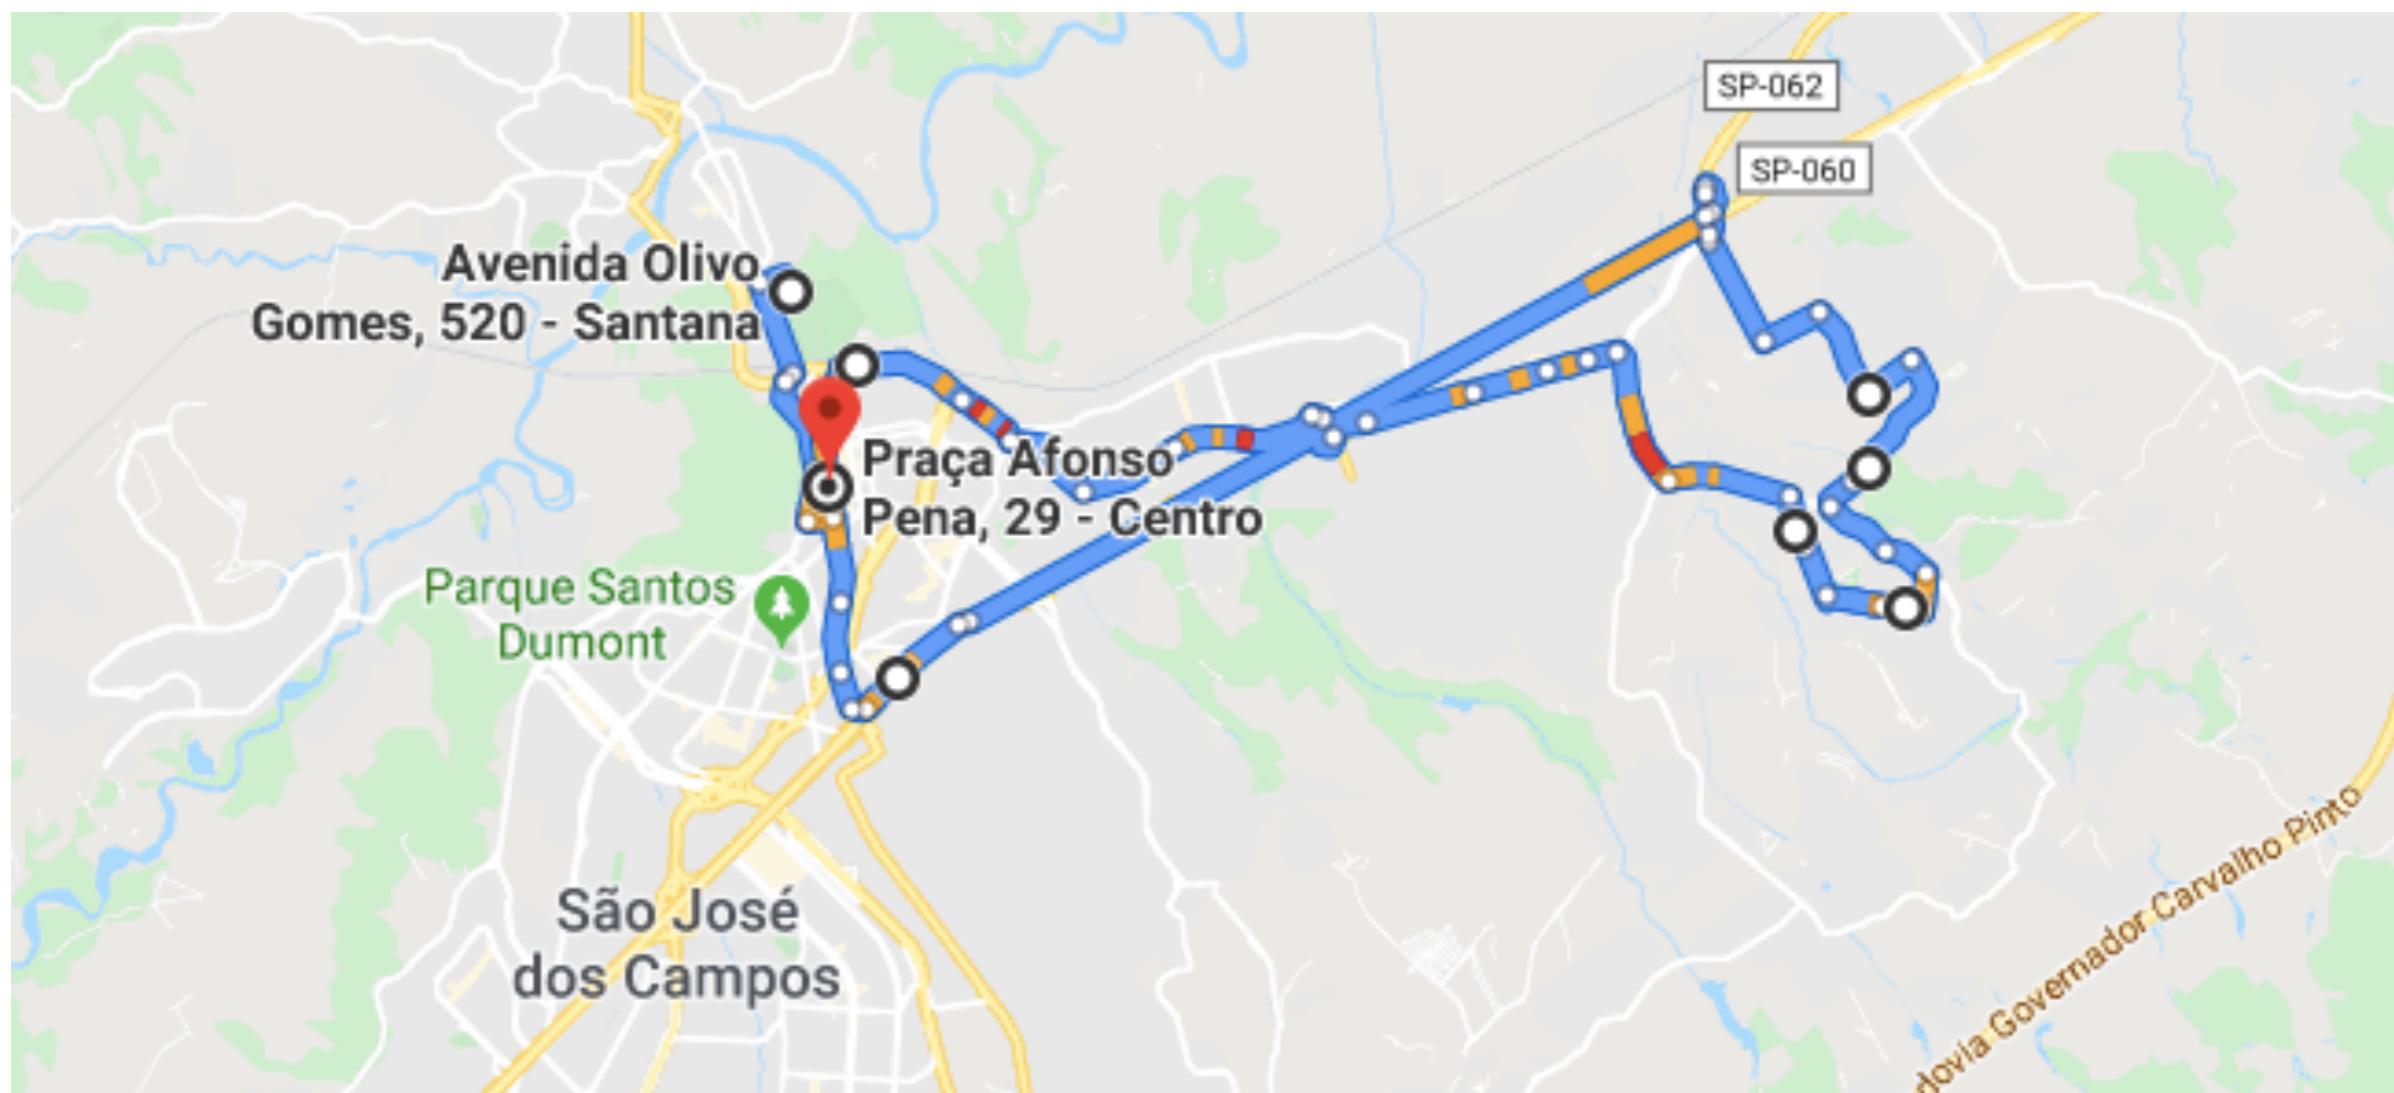 SP-062
SP-060
Avenida Olivo
Gomes, 520 - Santana
Praça Afonso
Pena, 29 - Centro
Parque Santos
Dumont
São José
dos Campos
dovia Governador Carvalho Pinto